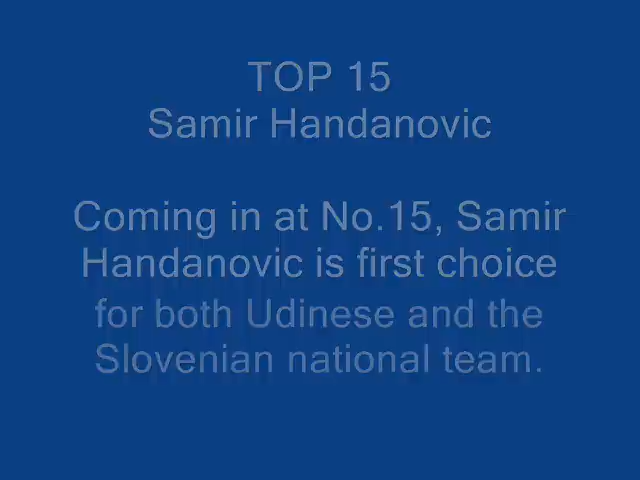 TOP 15
Samir Handanovic
Coming in at No.15, Samir
Handanovic is first choice
for both Udinese and the
Slovenian national team.